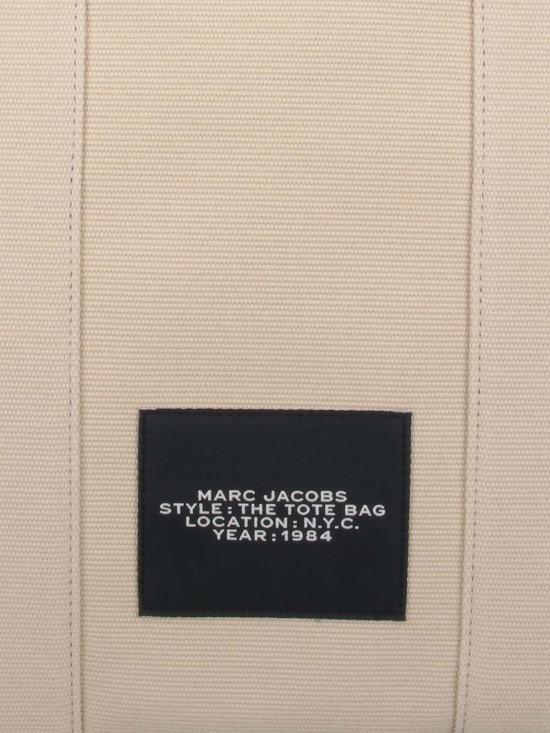 MARC JACOBS
STYLE: THE TOTE BAG
LOCATION: N.Y.C.
YEAR: 1984